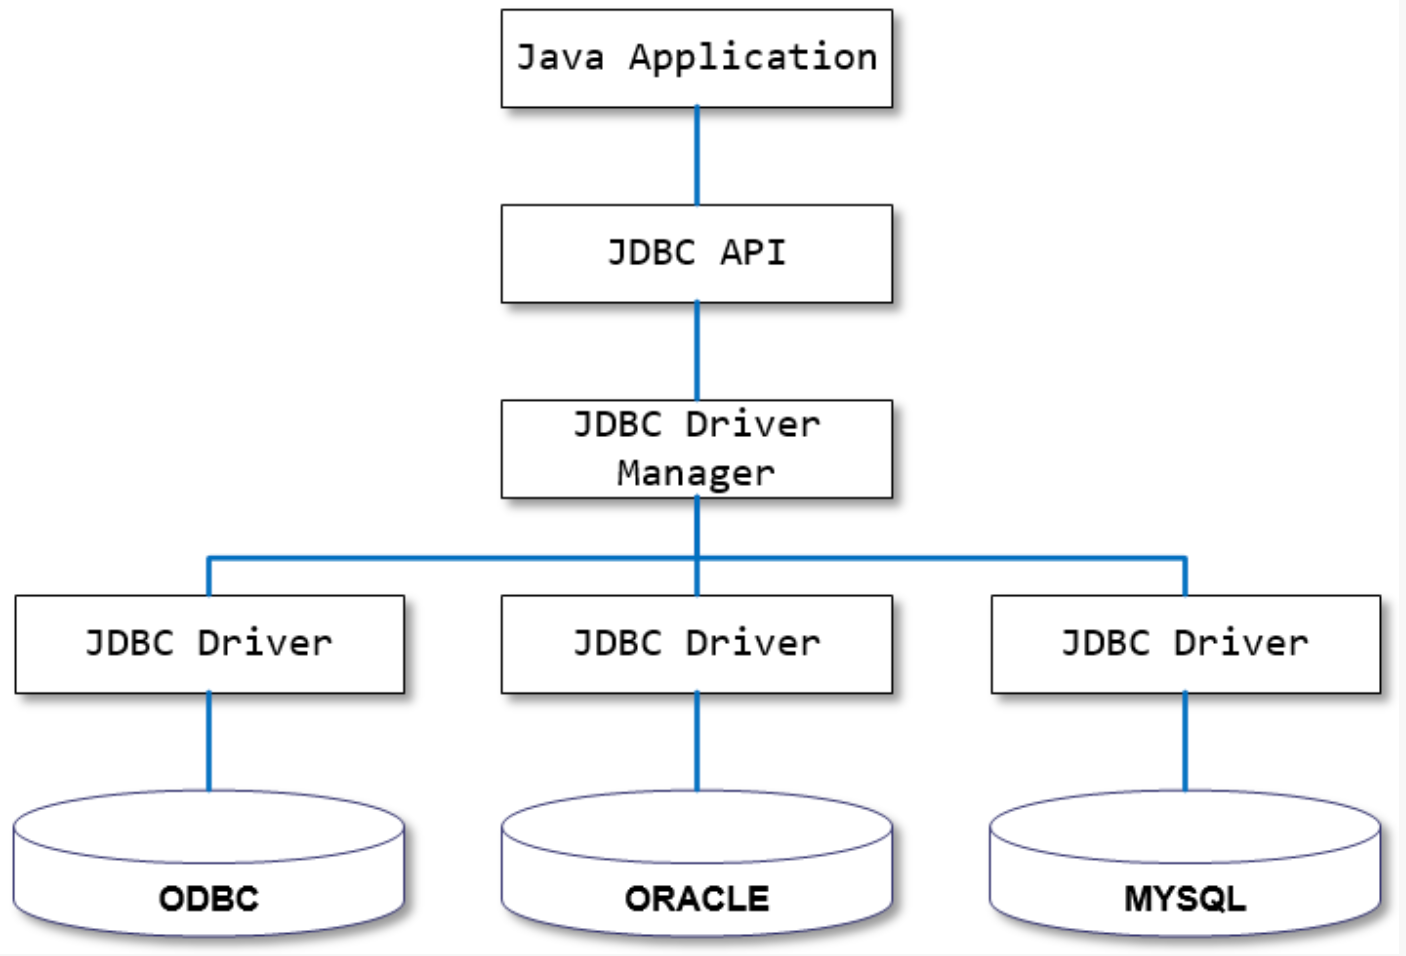 Java Application
JDBC API
JDBC Driver
Manager
JDBC Driver
JDBC Driver
JDBC Driver
ODBC
ORACLE
MYSQL